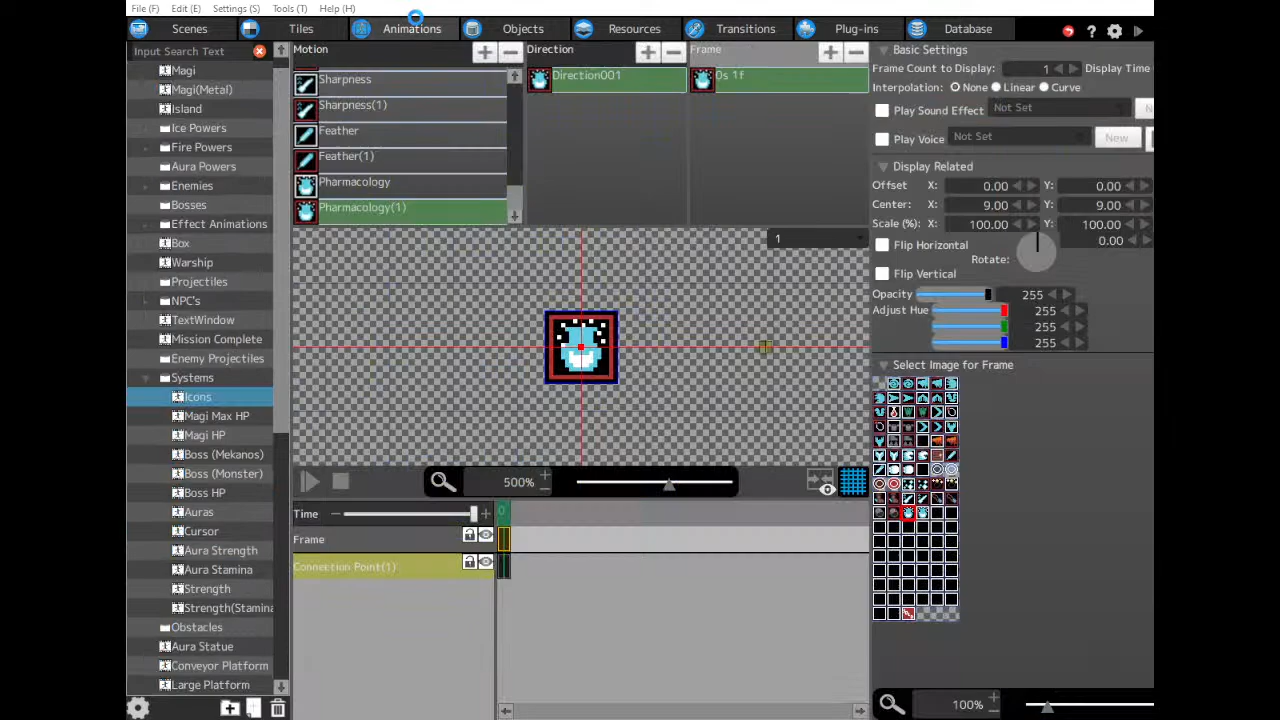 File (F) Edit (E) Settings (S) Tools (T) Help (H)
Scenes Tiles Animations Objects Resources Transitions Plug-ins Database
Input Search Text
Magi
Magi(Metal)
Island
Ice Powers
Fire Powers
Aura Powers
Enemies
Bosses
Effect Animations
Box
Warship
Projectiles
NPC's
TextWindow
Mission Complete
Enemy Projectiles
Systems
Icons
Magi Max HP
Magi HP
Boss (Mekanos)
Boss (Monster)
Boss HP
Auras
Cursor
Aura Strength
Aura Stamina
Strength
Strength(Stamina
Obstacles
Aura Statue
Conveyor Platform
Large Platform
Motion
Sharpness
Sharpness(1)
Feather
Feather(1)
Pharmacology
Pharmacology(1)
Direction
Direction001
Frame
0s 1f
1
500%
Time
0
Frame
Connection Point(1)
Basic Settings
Frame Count to Display: 1 Display Time
Interpolation: None Linear Curve
Play Sound Effect Not Set N
Play Voice Not Set New
Display Related
Offset X: 0.00 Y: 0.00
Center: X: 9.00 Y: 9.00
Scale (%): X: 100.00 Y: 100.00
Flip Horizontal 0.00
Rotate:
Flip Vertical
Opacity 255
Adjust Hue 255
255
255
Select Image for Frame
100%